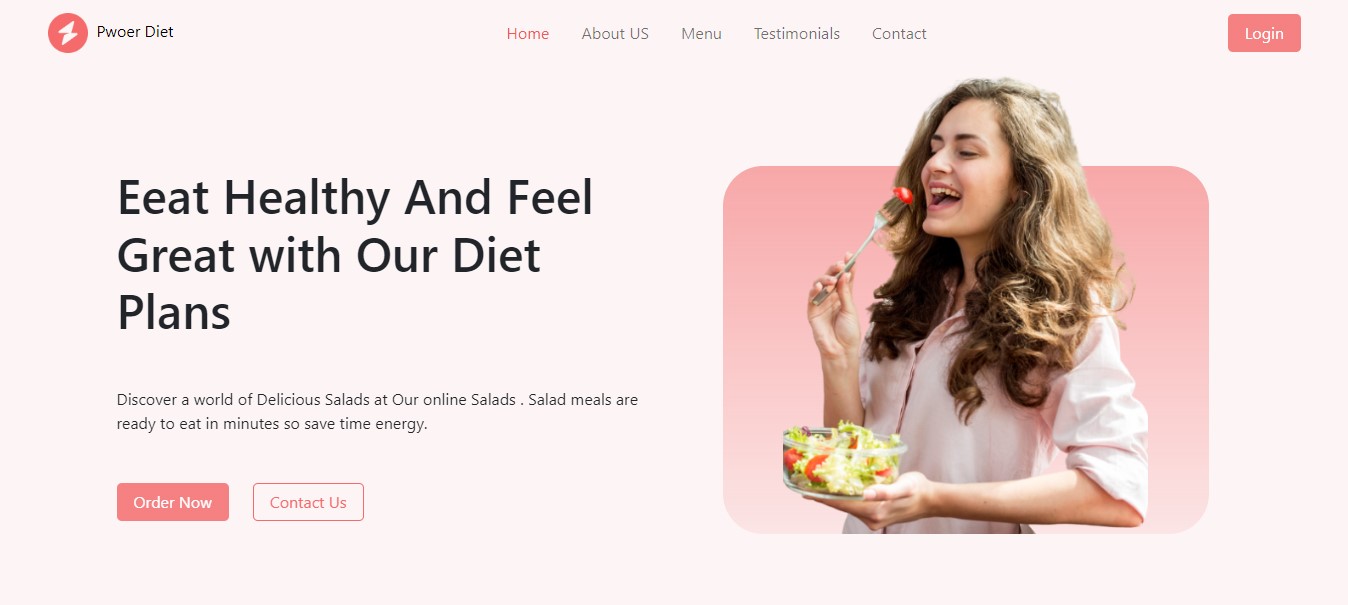 Pwoer Diet
Home
About US
Menu
Testimonials
Contact
Login
Eeat Healthy And Feel
Great with Our Diet
Plans
Discover a world of Delicious Salads at Our online Salads . Salad meals are
ready to eat in minutes so save time energy.
Order Now
Contact Us